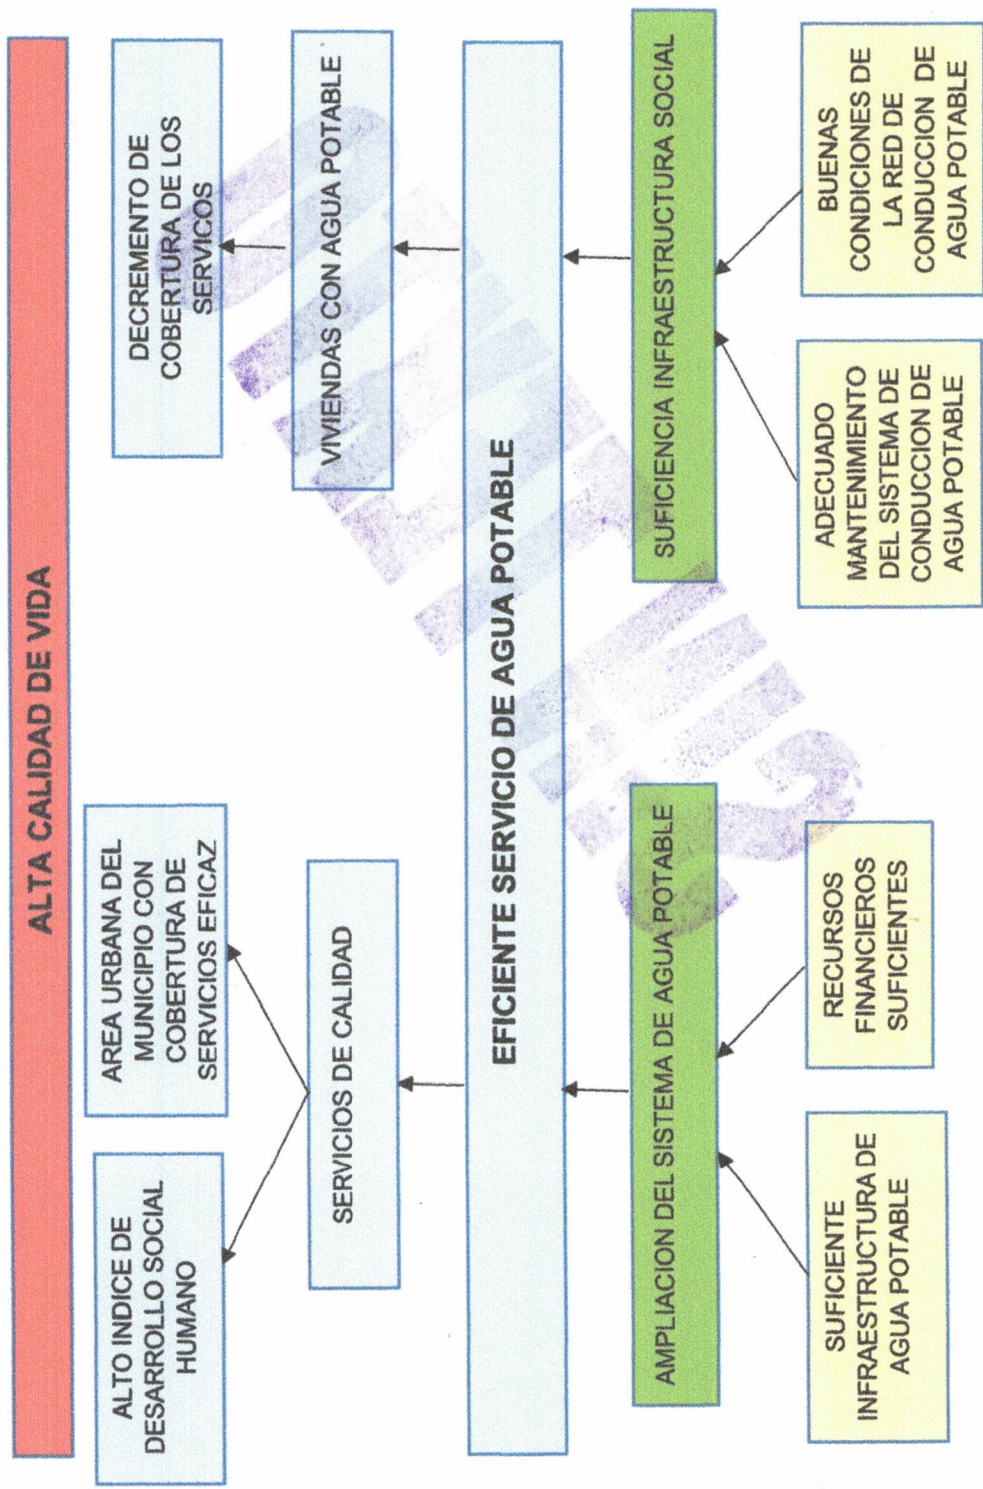 ALTA CALIDAD DE VIDA
ALTO INDICE DE
DESARROLLO SOCIAL
HUMANO
AREA URBANA DEL
MUNICIPIO CON
COBERTURA DE
SERVICIOS EFICAZ
DECREMENTO DE
COBERTURA DE LOS
SERVICOS
SERVICIOS DE CALIDAD
VIVIENDAS CON AGUA POTABLE
EFICIENTE SERVICIO DE AGUA POTABLE
AMPLIACION DEL SISTEMA DE AGUA POTABLE
SUFICIENCIA INFRAESTRUCTURA SOCIAL
SUFICIENTE
INFRAESTRUCTURA DE
AGUA POTABLE
RECURSOS
FINANCIEROS
SUFICIENTES
ADECUADO
MANTENIMIENTO
DEL SISTEMA DE
CONDUCCION DE
AGUA POTABLE
BUENAS
CONDICIONES DE
LA RED DE
CONDUCCION DE
AGUA POTABLE